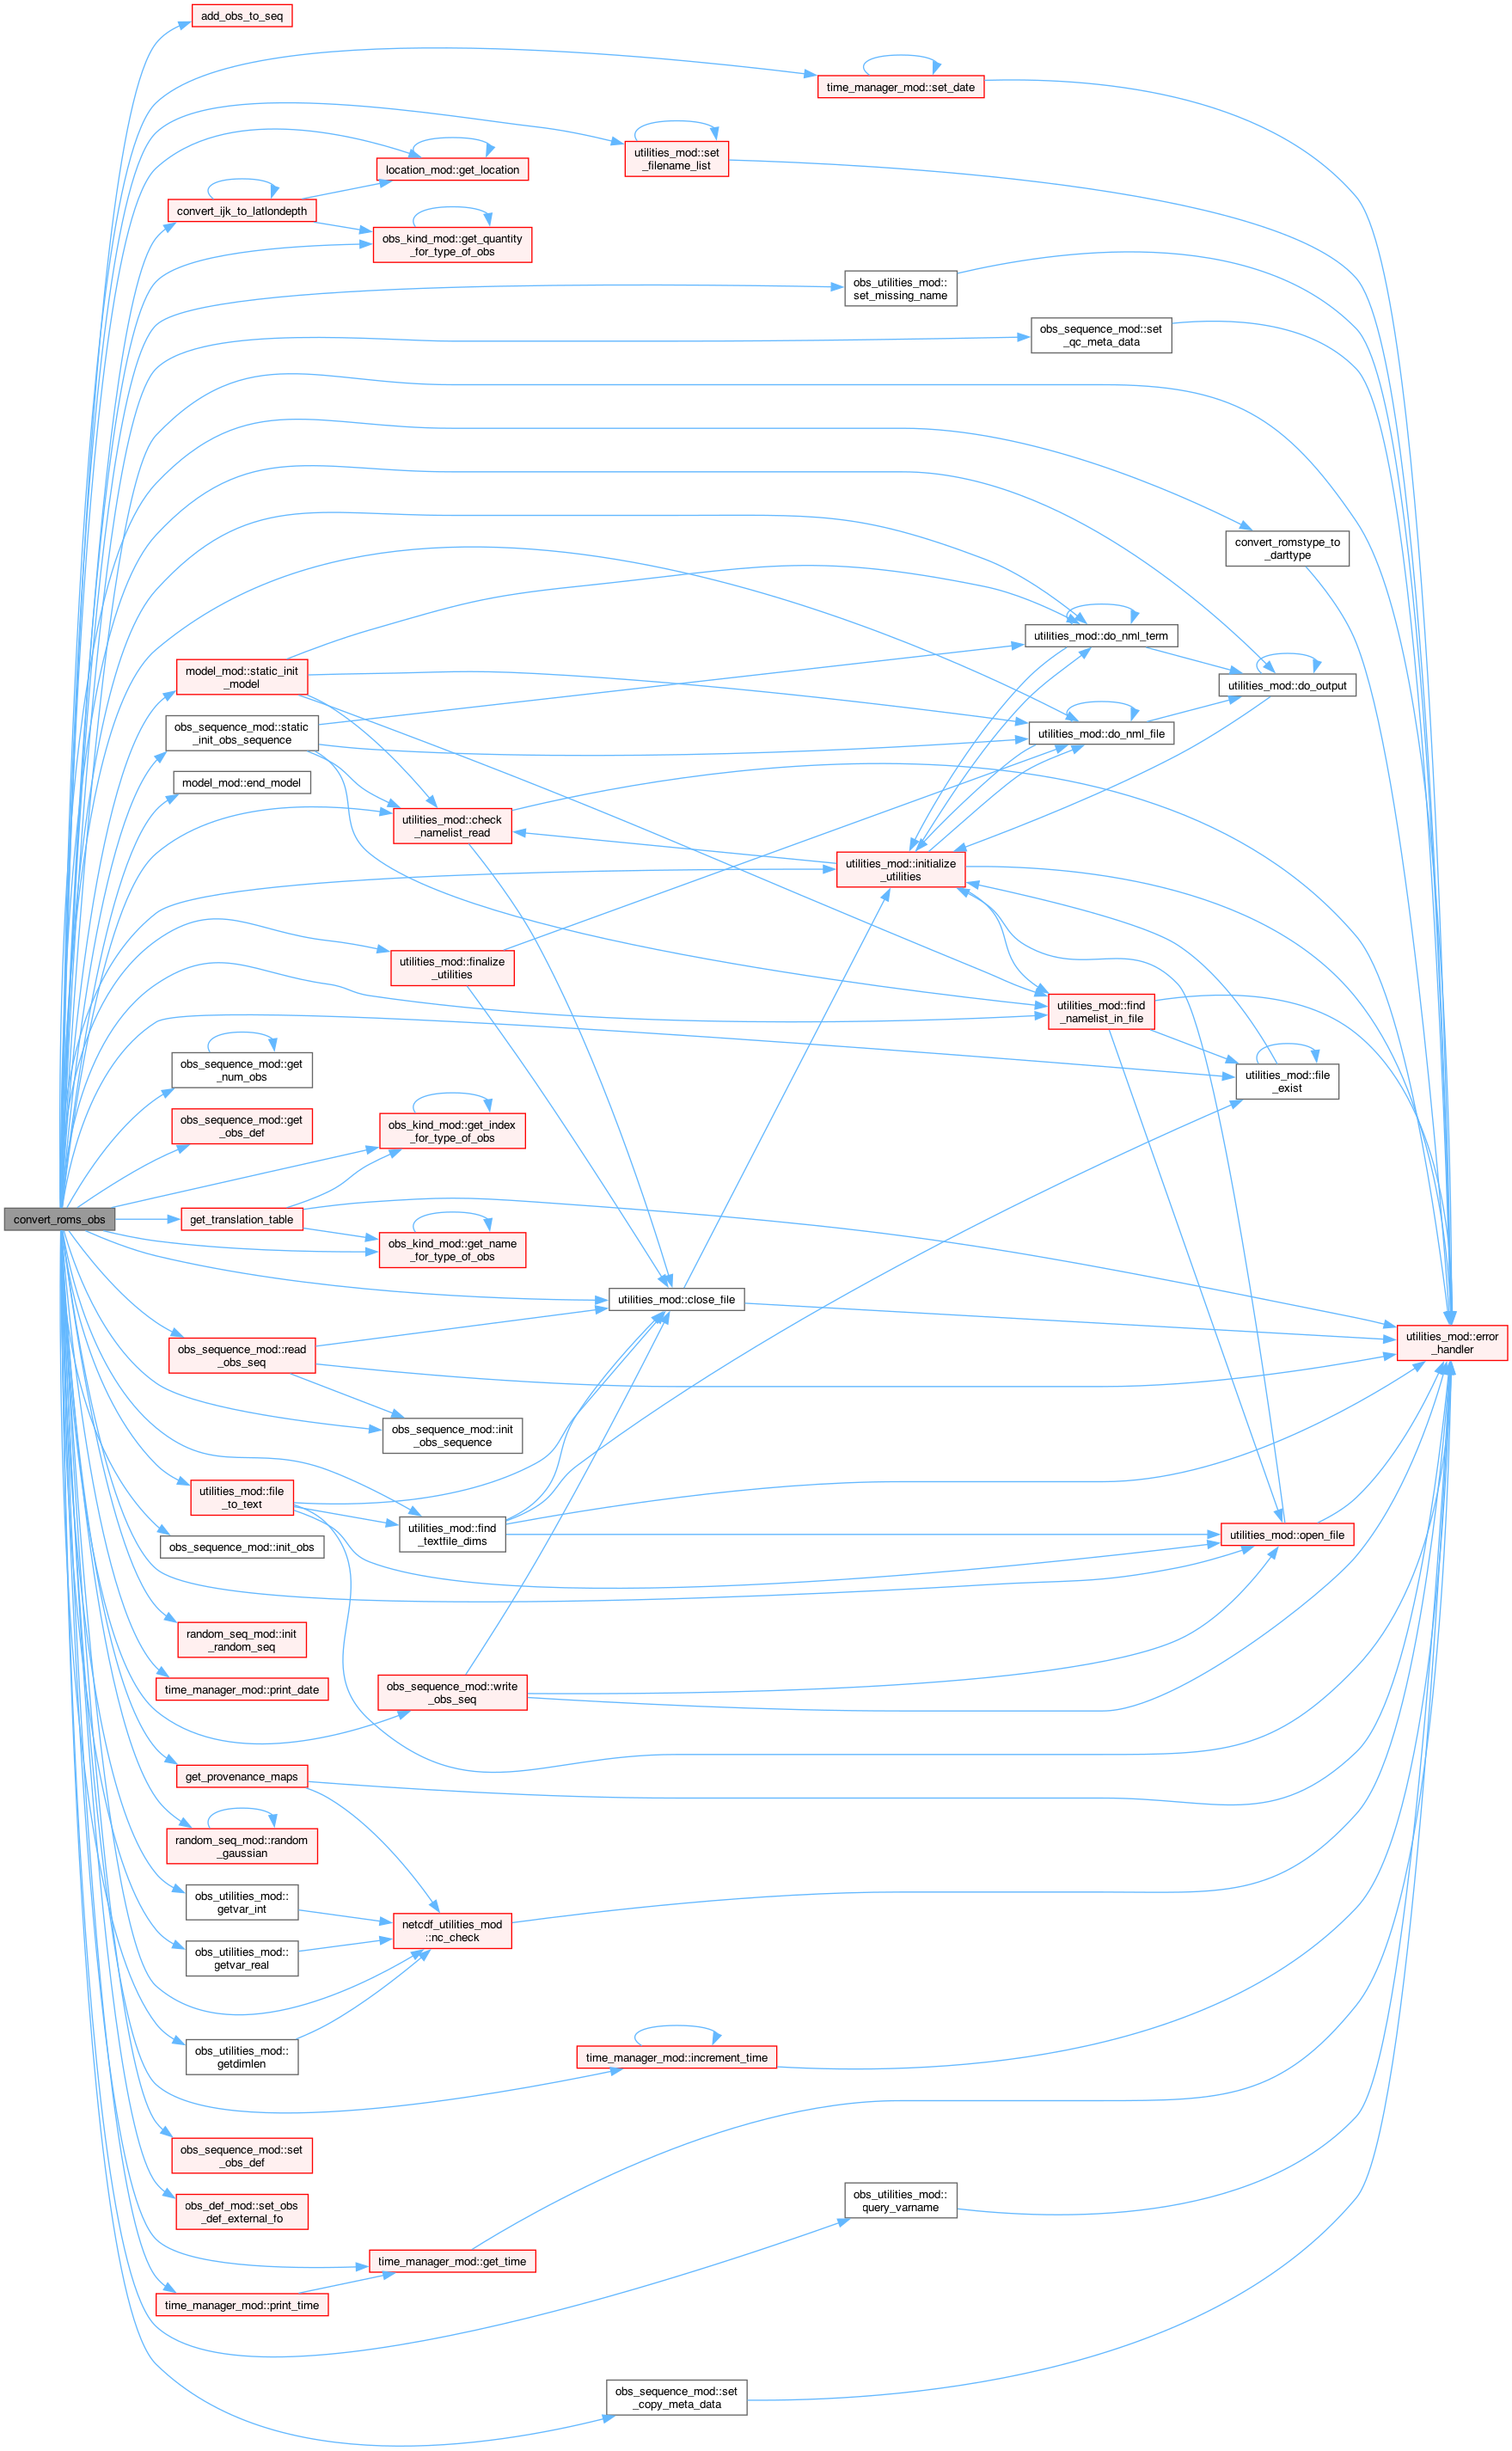 add_obs_to_seq
time_manager_mod::set_date
utilities_mod::set
_filename_list
location_mod::get_location
convert_ijk_to_latlondepth
obs_kind_mod::get_quantity
_for_type_of_obs
obs_utilities_mod::
set_missing_name
obs_sequence_mod::set
_qc_meta_data
convert_romstype_to
_darttype
utilities_mod::do_nml_term
model_mod::static_init
_model
utilities_mod::do_output
obs_sequence_mod::static
_init_obs_sequence
utilities_mod::do_nml_file
model_mod::end_model
utilities_mod::check
_namelist_read
utilities_mod::initialize
_utilities
utilities_mod::finalize
_utilities
utilities_mod::find
_namelist_in_file
obs_sequence_mod::get
_num_obs
utilities_mod::file
_exist
obs_sequence_mod::get
_obs_def
obs_kind_mod::get_index
_for_type_of_obs
convert_roms_obs
get_translation_table
obs_kind_mod::get_name
_for_type_of_obs
utilities_mod::close_file
utilities_mod::error
_handler
obs_sequence_mod::read
_obs_seq
obs_sequence_mod::init
_obs_sequence
utilities_mod::file
_to_text
utilities_mod::find
_textfile_dims
utilities_mod::open_file
obs_sequence_mod::init_obs
random_seq_mod::init
_random_seq
time_manager_mod::print_date
obs_sequence_mod::write
_obs_seq
get_provenance_maps
random_seq_mod::random
_gaussian
obs_utilities_mod::
getvar_int
netcdf_utilities_mod
::nc_check
obs_utilities_mod::
getvar_real
obs_utilities_mod::
getdimlen
time_manager_mod::increment_time
obs_sequence_mod::set
_obs_def
obs_def_mod::set_obs
_def_external_fo
obs_utilities_mod::
query_varname
time_manager_mod::get_time
time_manager_mod::print_time
obs_sequence_mod::set
_copy_meta_data